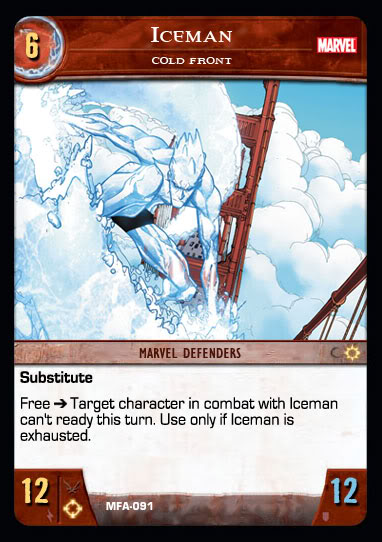 6
Iceman
Cold Front
MARVEL
MARVEL DEFENDERS
Substitute
Free ➔ Target character in combat with Iceman
can't ready this turn. Use only if Iceman is
exhausted.
12
MFA-091
12